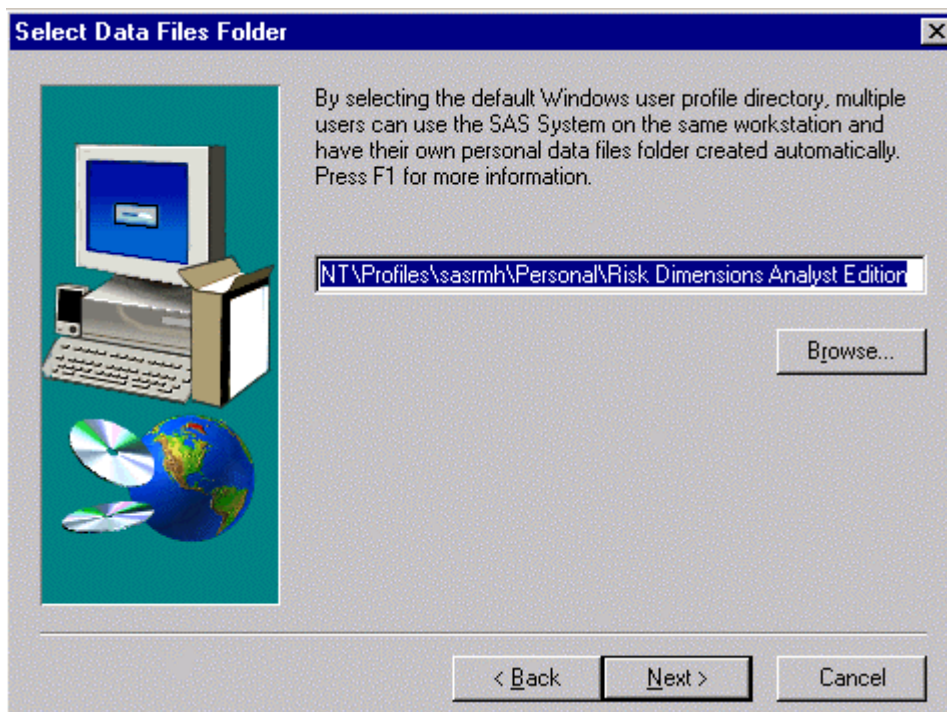 Select Data Files Folder
By selecting the default Windows user profile directory, multiple
users can use the SAS System on the same workstation and
have their own personal data files folder created automatically.
Press F1 for more information.
NT\Profiles\sasrmh\Personal\Risk Dimensions Analyst Edition
Browse...
< Back
Next >
Cancel